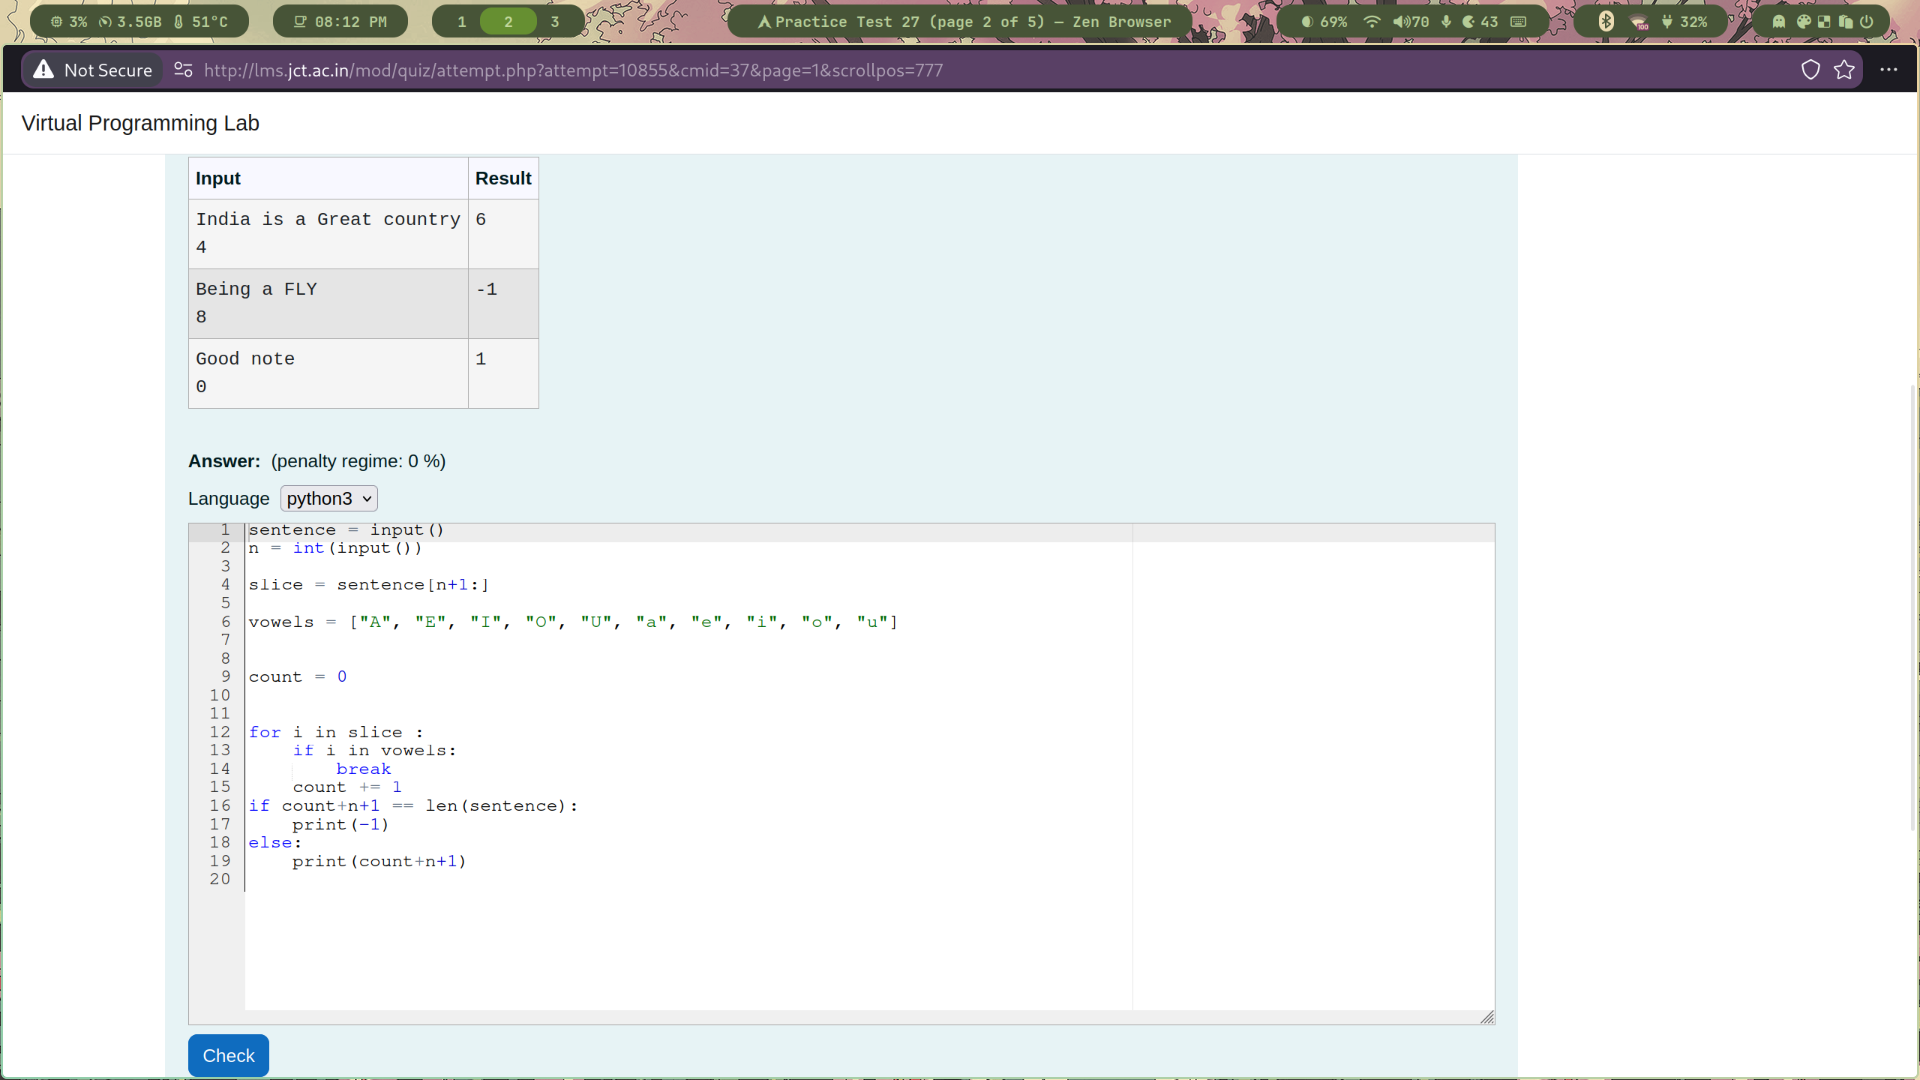 3% 3.5GB 51°C 08:12 PM 1 2 3 Practice Test 27 (page 2 of 5) — Zen Browser 69% 70 43 100 32%
Not Secure http://lms.jct.ac.in/mod/quiz/attempt.php?attempt=10855&cmid=37&page=1&scrollpos=777
Virtual Programming Lab
Input Result
India is a Great country 6
4
Being a FLY -1
8
Good note 1
0
Answer: (penalty regime: 0 %)
Language python3
1 sentence = input()
2 n = int(input())
3
4 slice = sentence[n+1:]
5
6 vowels = ["A", "E", "I", "O", "U", "a", "e", "i", "o", "u"]
7
8
9 count = 0
10
11
12 for i in slice :
13     if i in vowels:
14         break
15     count += 1
16 if count+n+1 == len(sentence):
17     print(-1)
18 else:
19     print(count+n+1)
20
Check